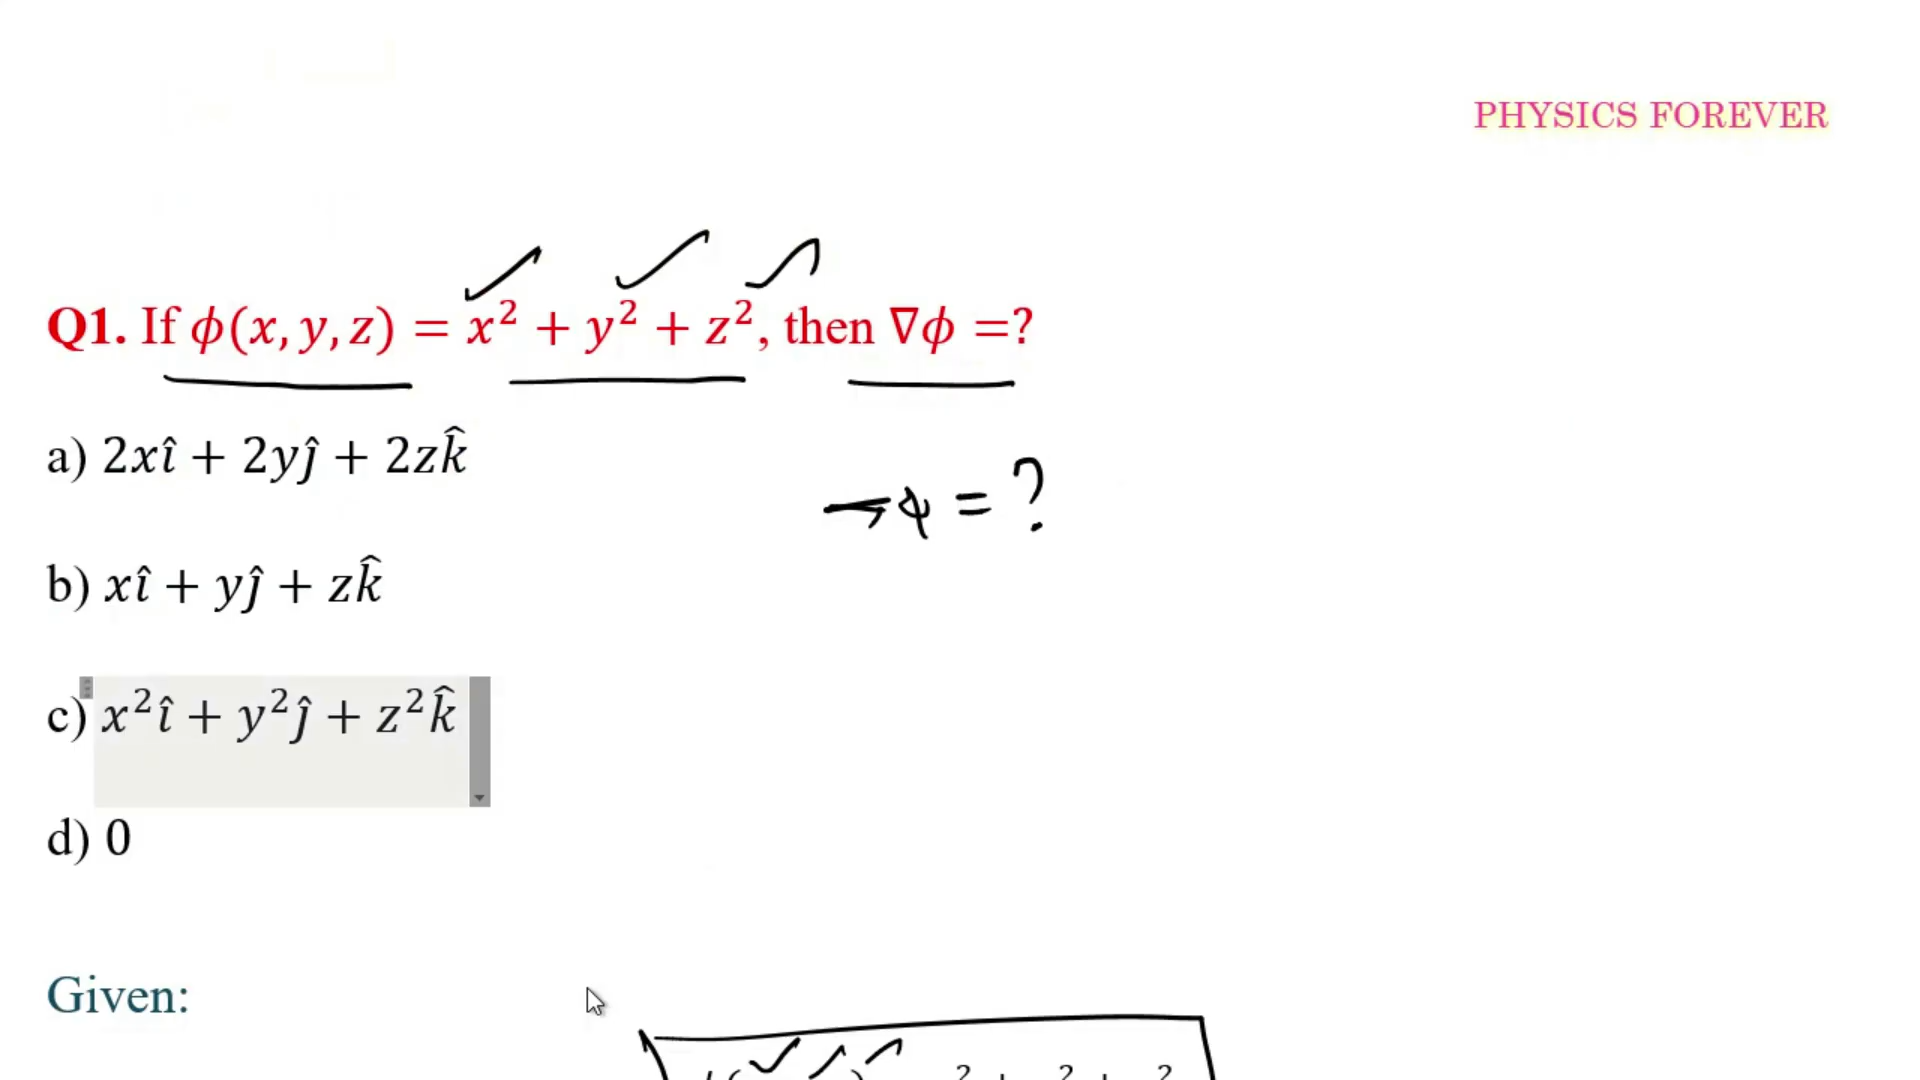 PHYSICS FOREVER
Q1. If ϕ(x, y, z) = x² + y² + z², then ∇ϕ =?
a) 2xî + 2yĵ + 2zk̂
ϕ = ?
b) xî + yĵ + zk̂
c) x²î + y²ĵ + z²k̂
d) 0
Given: